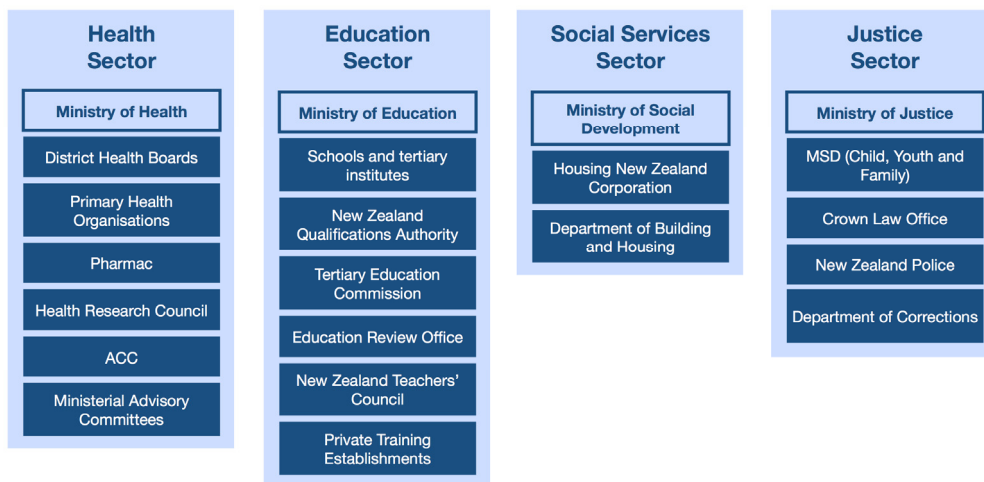 Health
Sector
Ministry of Health
District Health Boards
Primary Health
Organisations
Pharmac
Health Research Council
ACC
Ministerial Advisory
Committees
Education
Sector
Ministry of Education
Schools and tertiary
institutes
New Zealand
Qualifications Authority
Tertiary Education
Commission
Education Review Office
New Zealand Teachers’
Council
Private Training
Establishments
Social Services
Sector
Ministry of Social
Development
Housing New Zealand
Corporation
Department of Building
and Housing
Justice
Sector
Ministry of Justice
MSD (Child, Youth and
Family)
Crown Law Office
New Zealand Police
Department of Corrections